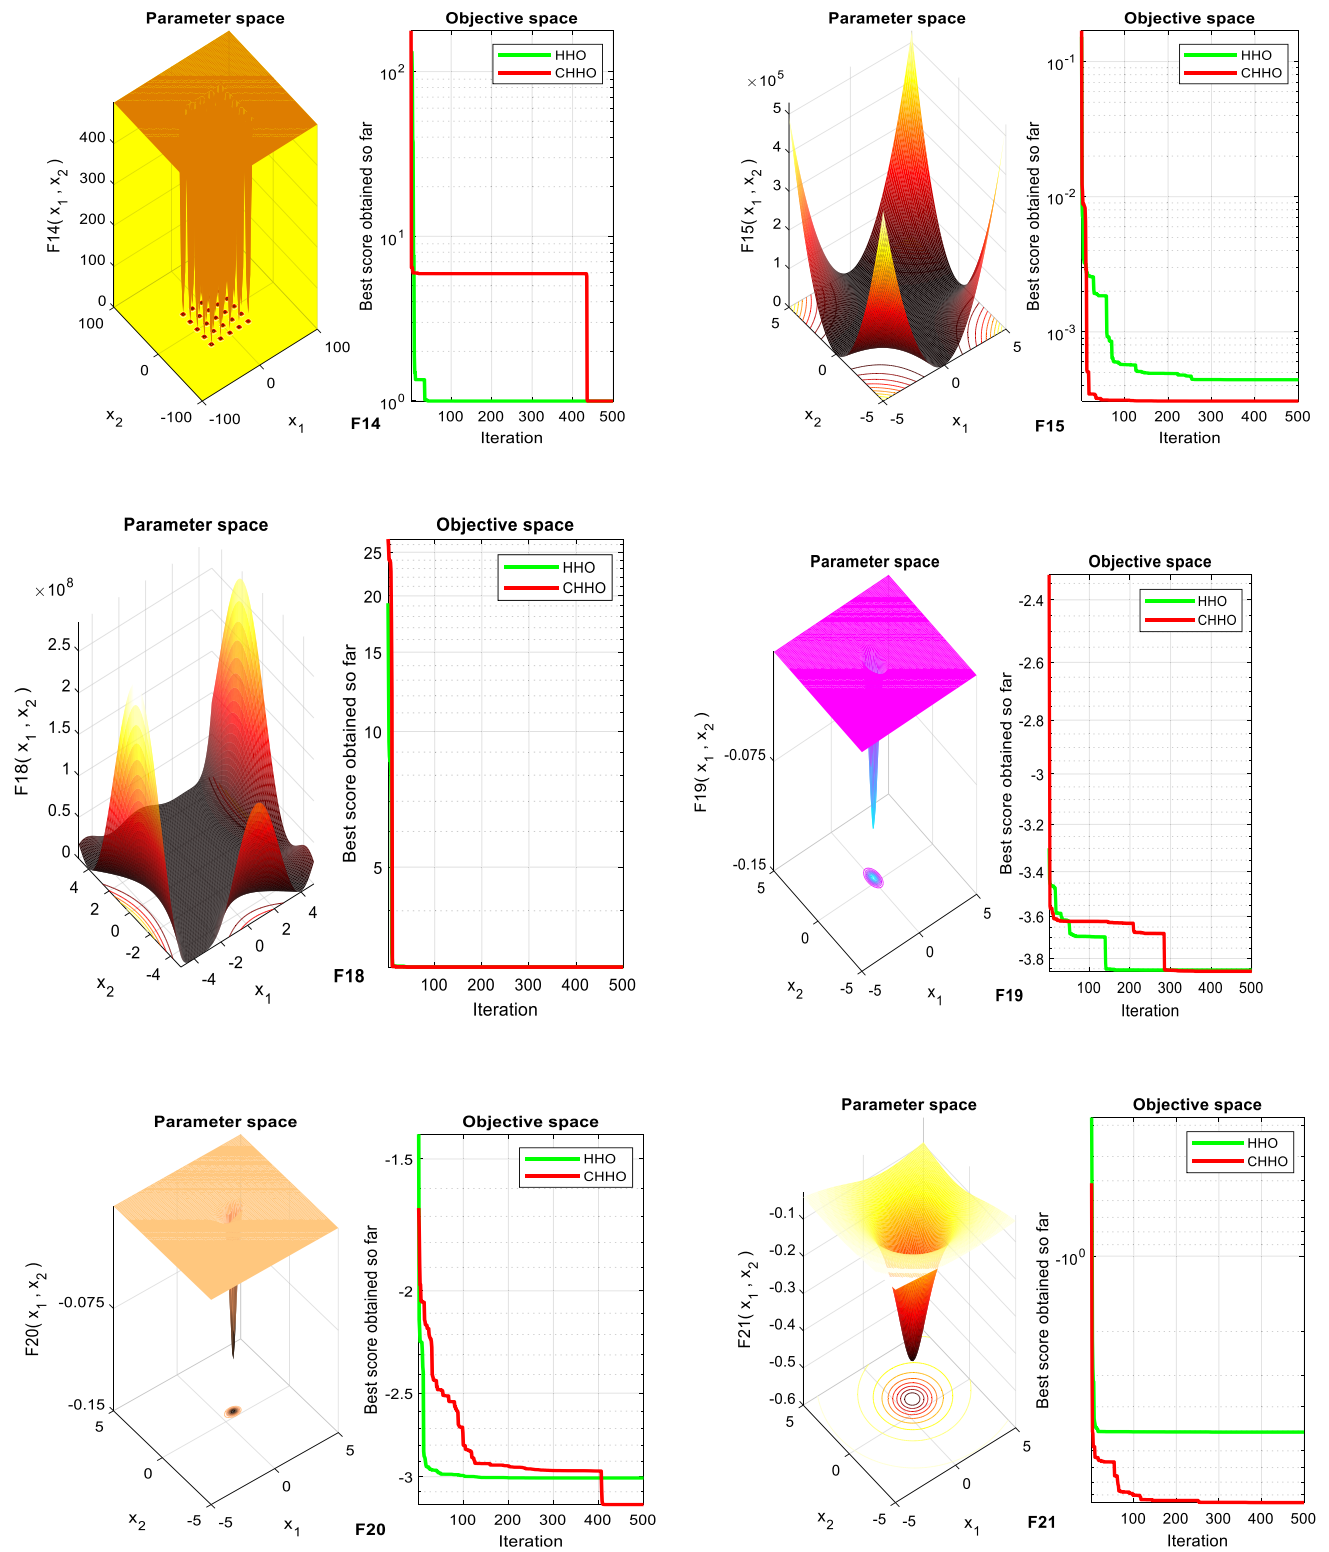 Parameter space
×10⁵
F14( x₁ , x₂ )
400
300
200
100
0
100
0
-100
x₂
-100
0
100
x₁
F14
Objective space
HHO
CHHO
Best score obtained so far
10²
10¹
10⁰
100 200 300 400 500
Iteration
Parameter space
F15( x₁ , x₂ )
5
4
3
2
1
0
5
0
-5
x₂
-5
0
5
x₁
F15
Objective space
HHO
CHHO
Best score obtained so far
10⁻¹
10⁻²
10⁻³
100 200 300 400 500
Iteration
Parameter space
×10⁸
F18( x₁ , x₂ )
2.5
2
1.5
1
0.5
0
4
2
0
-2
-4
x₂
-4
-2
0
2
4
x₁
F18
Objective space
HHO
CHHO
Best score obtained so far
25
20
15
10
5
100 200 300 400 500
Iteration
Parameter space
F19( x₁ , x₂ )
-0.075
-0.15
5
0
-5
x₂
-5
0
5
x₁
F19
Objective space
HHO
CHHO
Best score obtained so far
-2.4
-2.6
-2.8
-3
-3.2
-3.4
-3.6
-3.8
100 200 300 400 500
Iteration
Parameter space
F20( x₁ , x₂ )
-0.075
-0.15
5
0
-5
x₂
-5
0
5
x₁
F20
Objective space
HHO
CHHO
Best score obtained so far
-1.5
-2
-2.5
-3
100 200 300 400 500
Iteration
Parameter space
F21( x₁ , x₂ )
-0.1
-0.2
-0.3
-0.4
-0.5
-0.6
5
0
-5
x₂
-5
0
5
x₁
F21
Objective space
HHO
CHHO
Best score obtained so far
-10⁰
100 200 300 400 500
Iteration